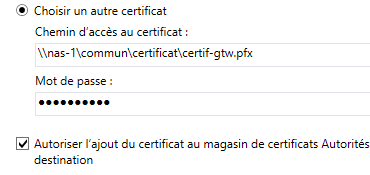 Choisir un autre certificat
Chemin d’accès au certificat :
\\nas-1\commun\certificat\certif-gtw.pfx
Mot de passe :
●●●●●●●●●●
Autoriser l’ajout du certificat au magasin de certificats Autorités
destination